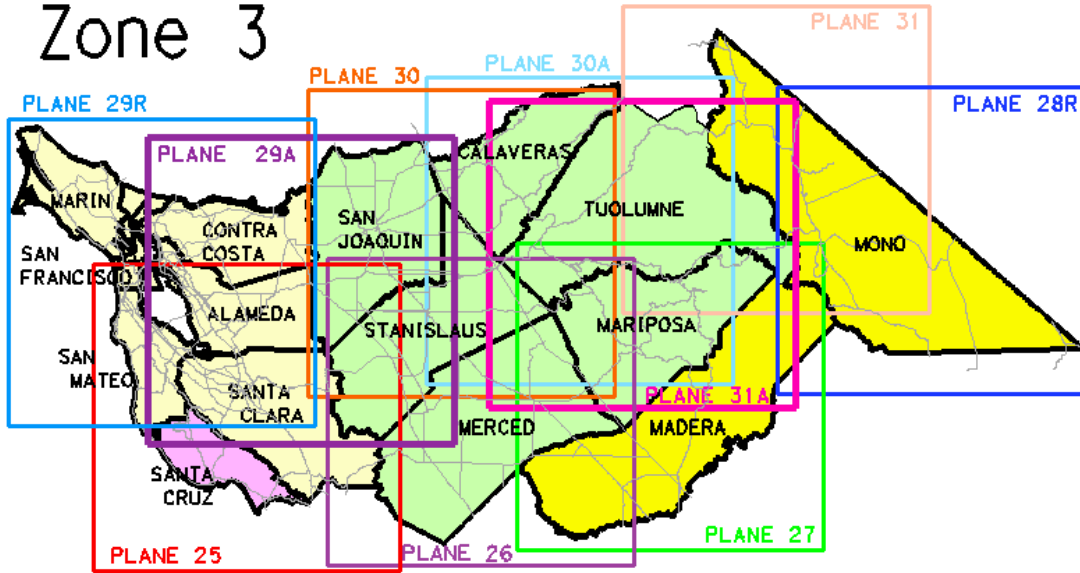 Zone 3
PLANE 31
PLANE 30A
PLANE 30
PLANE 29R
PLANE 28R
PLANE 29A
CALAVERAS
MARIN
TUOLUMNE
SAN
JOAQUIN
CONTRA
COSTA
MONO
SAN
FRANCISCO
ALAMEDA
STANISLAUS
MARIPOSA
SAN
MATEO
SANTA
CLARA
PLANE 31A
MERCED
MADERA
SANTA
CRUZ
PLANE 27
PLANE 25
PLANE 26